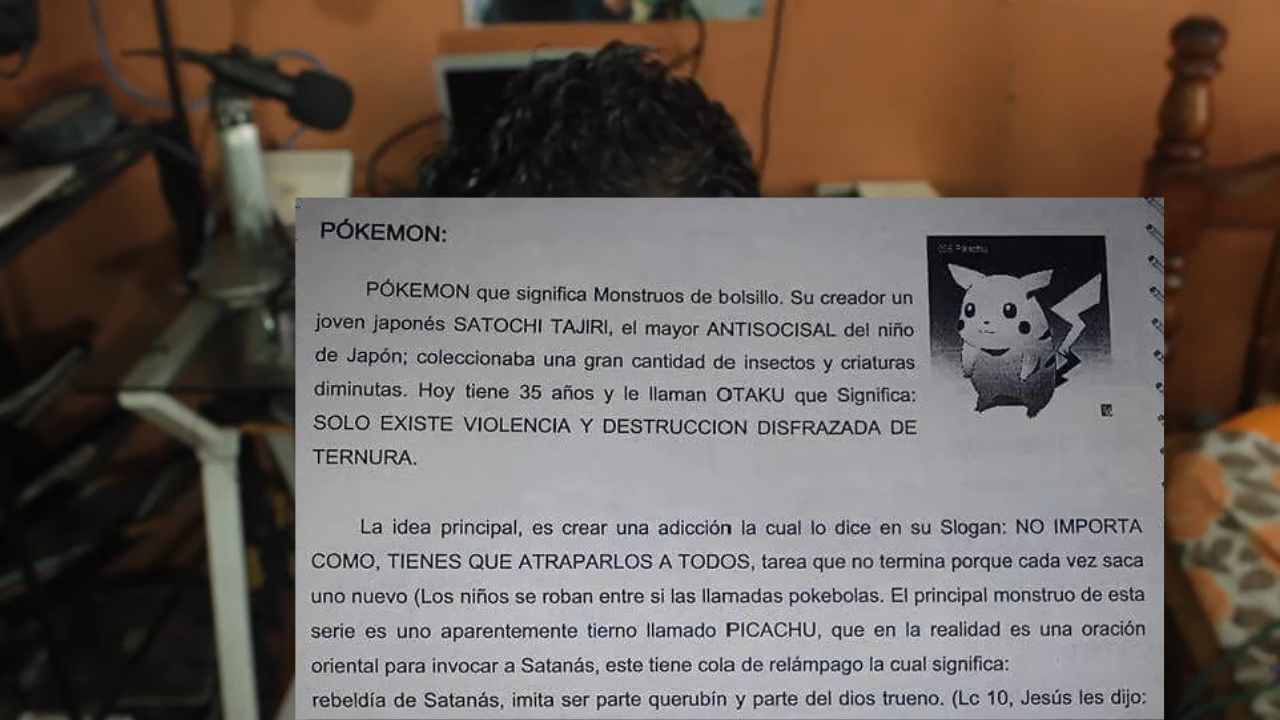 PÓKEMON:
PÓKEMON que significa Monstruos de bolsillo. Su creador un
joven japonés SATOCHI TAJIRI, el mayor ANTISOCISAL del niño
de Japón; coleccionaba una gran cantidad de insectos y criaturas
diminutas. Hoy tiene 35 años y le llaman OTAKU que Significa:
SOLO EXISTE VIOLENCIA Y DESTRUCCION DISFRAZADA DE
TERNURA.
La idea principal, es crear una adicción la cual lo dice en su Slogan: NO IMPORTA
COMO, TIENES QUE ATRAPARLOS A TODOS, tarea que no termina porque cada vez saca
uno nuevo (Los niños se roban entre si las llamadas pokebolas. El principal monstruo de esta
serie es uno aparentemente tierno llamado PICACHU, que en la realidad es una oración
oriental para invocar a Satanás, este tiene cola de relámpago la cual significa:
rebeldía de Satanás, imita ser parte querubín y parte del dios trueno. (Lc 10, Jesús les dijo: